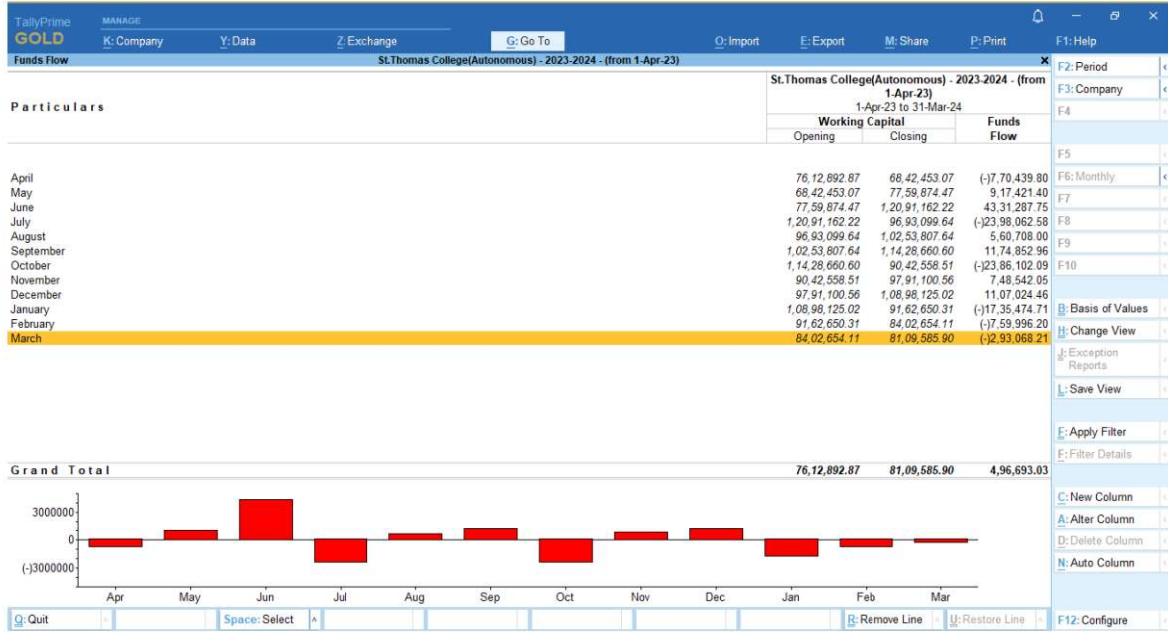 TallyPrime
GOLD
MANAGE
K: Company
Y: Data
Z: Exchange
G: Go To
O: Import
E: Export
M: Share
P: Print
F1: Help
Funds Flow
St.Thomas College(Autonomous) - 2023-2024 - (from 1-Apr-23)
Particulars
St.Thomas College(Autonomous) - 2023-2024 - (from
1-Apr-23)
1-Apr-23 to 31-Mar-24
Working Capital Funds
Opening Closing Flow
April 76,12,892.87 68,42,453.07 (-)7,70,439.80
May 68,42,453.07 77,59,874.47 9,17,421.40
June 77,59,874.47 1,20,91,162.22 43,31,287.75
July 1,20,91,162.22 96,93,099.64 (-)23,98,062.58
August 96,93,099.64 1,02,53,807.64 5,60,708.00
September 1,02,53,807.64 1,14,28,660.60 11,74,852.96
October 1,14,28,660.60 90,42,558.51 (-)23,86,102.09
November 90,42,558.51 97,91,100.56 7,48,542.05
December 97,91,100.56 1,08,98,125.02 11,07,024.46
January 1,08,98,125.02 91,62,650.31 (-)17,35,474.71
February 91,62,650.31 84,02,654.11 (-)7,59,996.20
March 84,02,654.11 81,09,585.90 (-)2,93,068.21
Grand Total 76,12,892.87 81,09,585.90 4,96,693.03
3000000
0
(-)3000000
Apr May Jun Jul Aug Sep Oct Nov Dec Jan Feb Mar
Q: Quit
Space: Select
R: Remove Line
U: Restore Line
F2: Period
F3: Company
F4
F5
F6: Monthly
F7
F8
F9
F10
B: Basis of Values
H: Change View
J: Exception
Reports
L: Save View
F: Apply Filter
F: Filter Details
C: New Column
A: Alter Column
D: Delete Column
N: Auto Column
F12: Configure